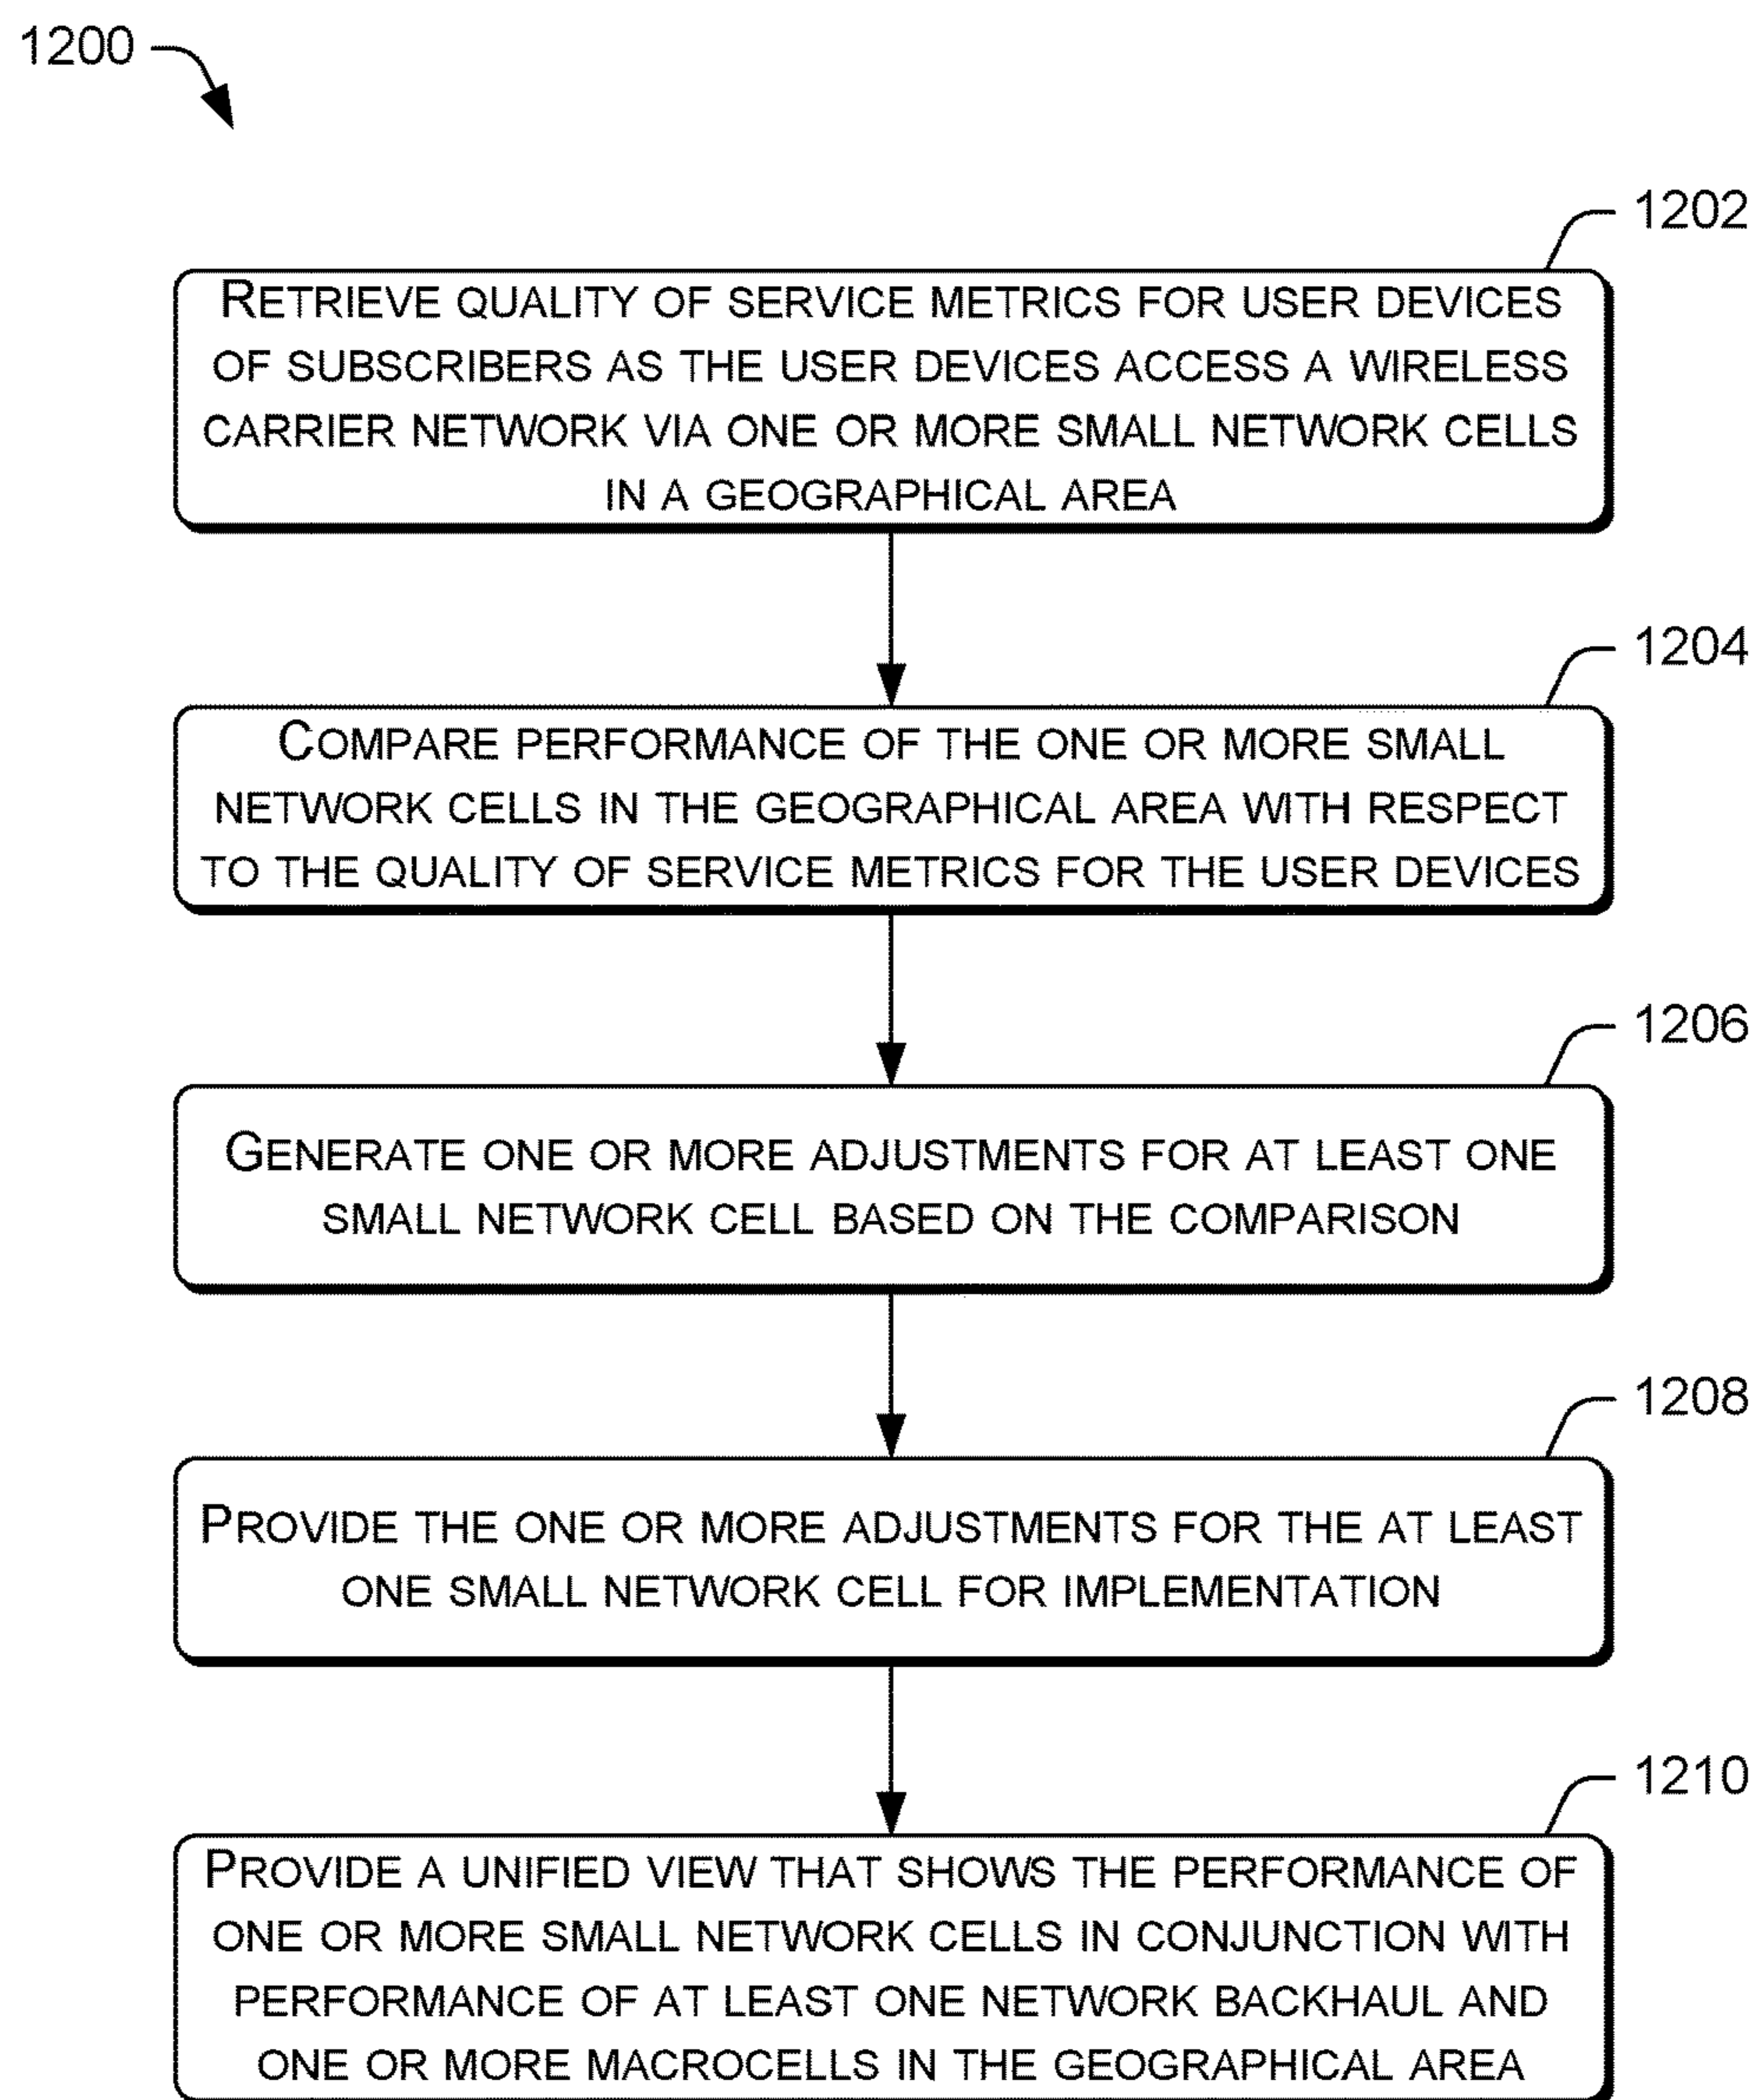 1200
1202
RETRIEVE QUALITY OF SERVICE METRICS FOR USER DEVICES
OF SUBSCRIBERS AS THE USER DEVICES ACCESS A WIRELESS
CARRIER NETWORK VIA ONE OR MORE SMALL NETWORK CELLS
IN A GEOGRAPHICAL AREA
1204
COMPARE PERFORMANCE OF THE ONE OR MORE SMALL
NETWORK CELLS IN THE GEOGRAPHICAL AREA WITH RESPECT
TO THE QUALITY OF SERVICE METRICS FOR THE USER DEVICES
1206
GENERATE ONE OR MORE ADJUSTMENTS FOR AT LEAST ONE
SMALL NETWORK CELL BASED ON THE COMPARISON
1208
PROVIDE THE ONE OR MORE ADJUSTMENTS FOR THE AT LEAST
ONE SMALL NETWORK CELL FOR IMPLEMENTATION
1210
PROVIDE A UNIFIED VIEW THAT SHOWS THE PERFORMANCE OF
ONE OR MORE SMALL NETWORK CELLS IN CONJUNCTION WITH
PERFORMANCE OF AT LEAST ONE NETWORK BACKHAUL AND
ONE OR MORE MACROCELLS IN THE GEOGRAPHICAL AREA